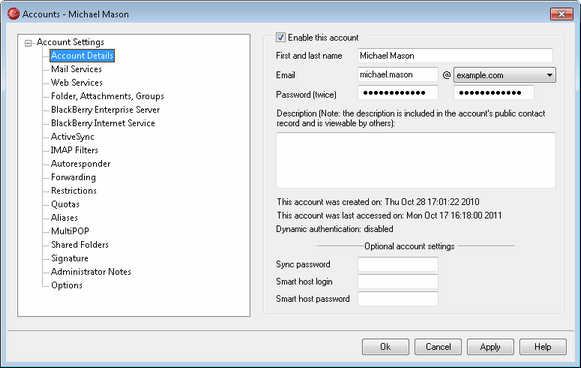 Accounts - Michael Mason
Account Settings
Account Details
Mail Services
Web Services
Folder, Attachments, Groups
BlackBerry Enterprise Server
BlackBerry Internet Service
ActiveSync
IMAP Filters
Autoresponder
Forwarding
Restrictions
Quotas
Aliases
MultiPOP
Shared Folders
Signature
Administrator Notes
Options
Enable this account
First and last name Michael Mason
Email michael.mason @ example.com
Password (twice) ●●●●●●●●●●●● ●●●●●●●●●●●●
Description (Note: the description is included in the account's public contact
record and is viewable by others):
This account was created on: Thu Oct 28 17:01:22 2010
This account was last accessed on: Mon Oct 17 16:18:00 2011
Dynamic authentication: disabled
Optional account settings
Sync password
Smart host login
Smart host password
Ok Cancel Apply Help